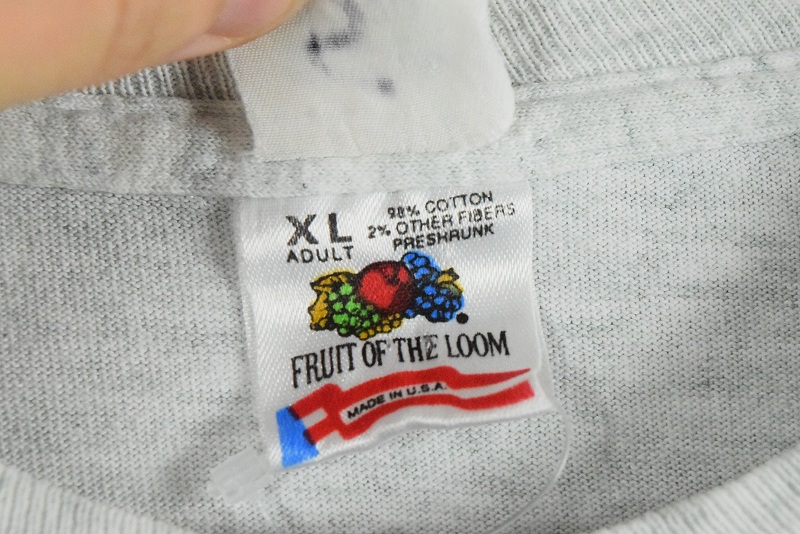 XL
ADULT
98% COTTON
2% OTHER FIBERS
PRESHRUNK
FRUIT OF THE LOOM
MADE IN U.S.A.